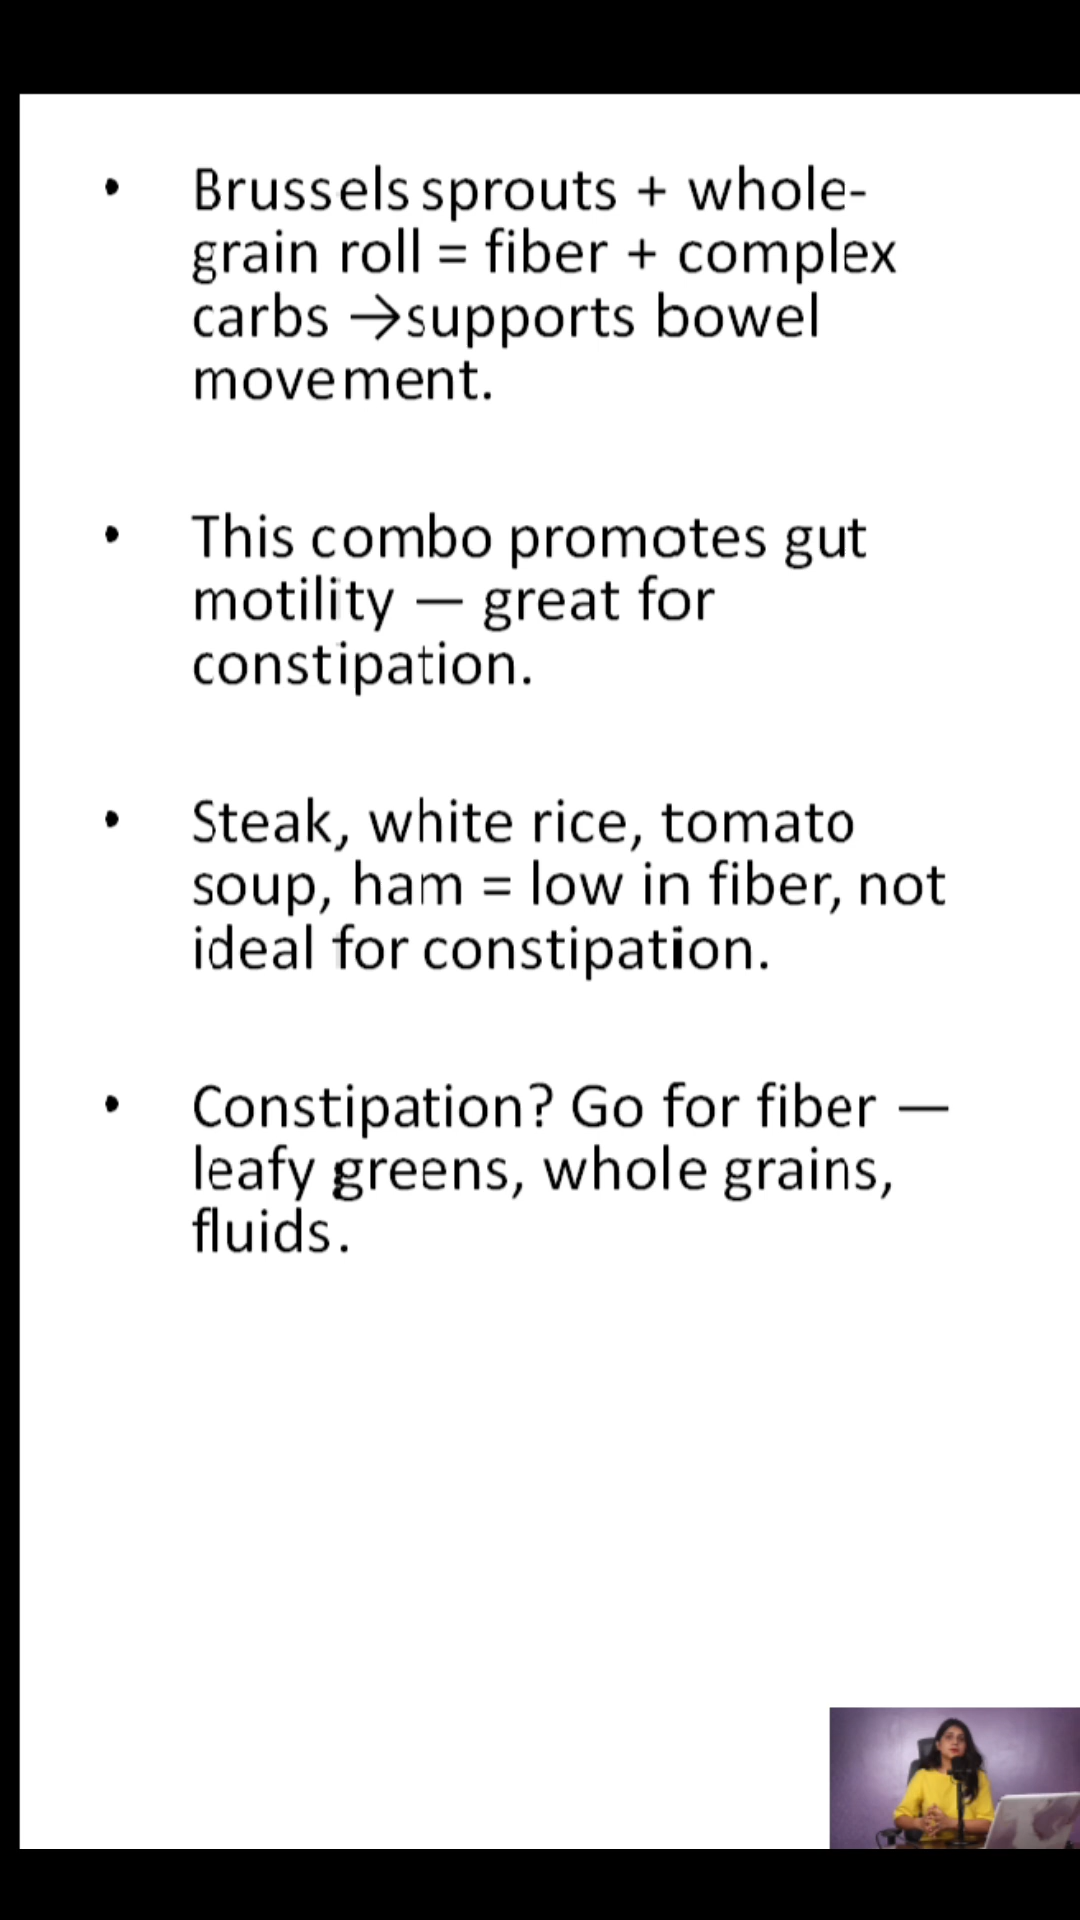 • Brussels sprouts + whole-
grain roll = fiber + complex
carbs →supports bowel
movement.
• This combo promotes gut
motility — great for
constipation.
• Steak, white rice, tomato
soup, ham = low in fiber, not
ideal for constipation.
• Constipation? Go for fiber —
leafy greens, whole grains,
fluids.